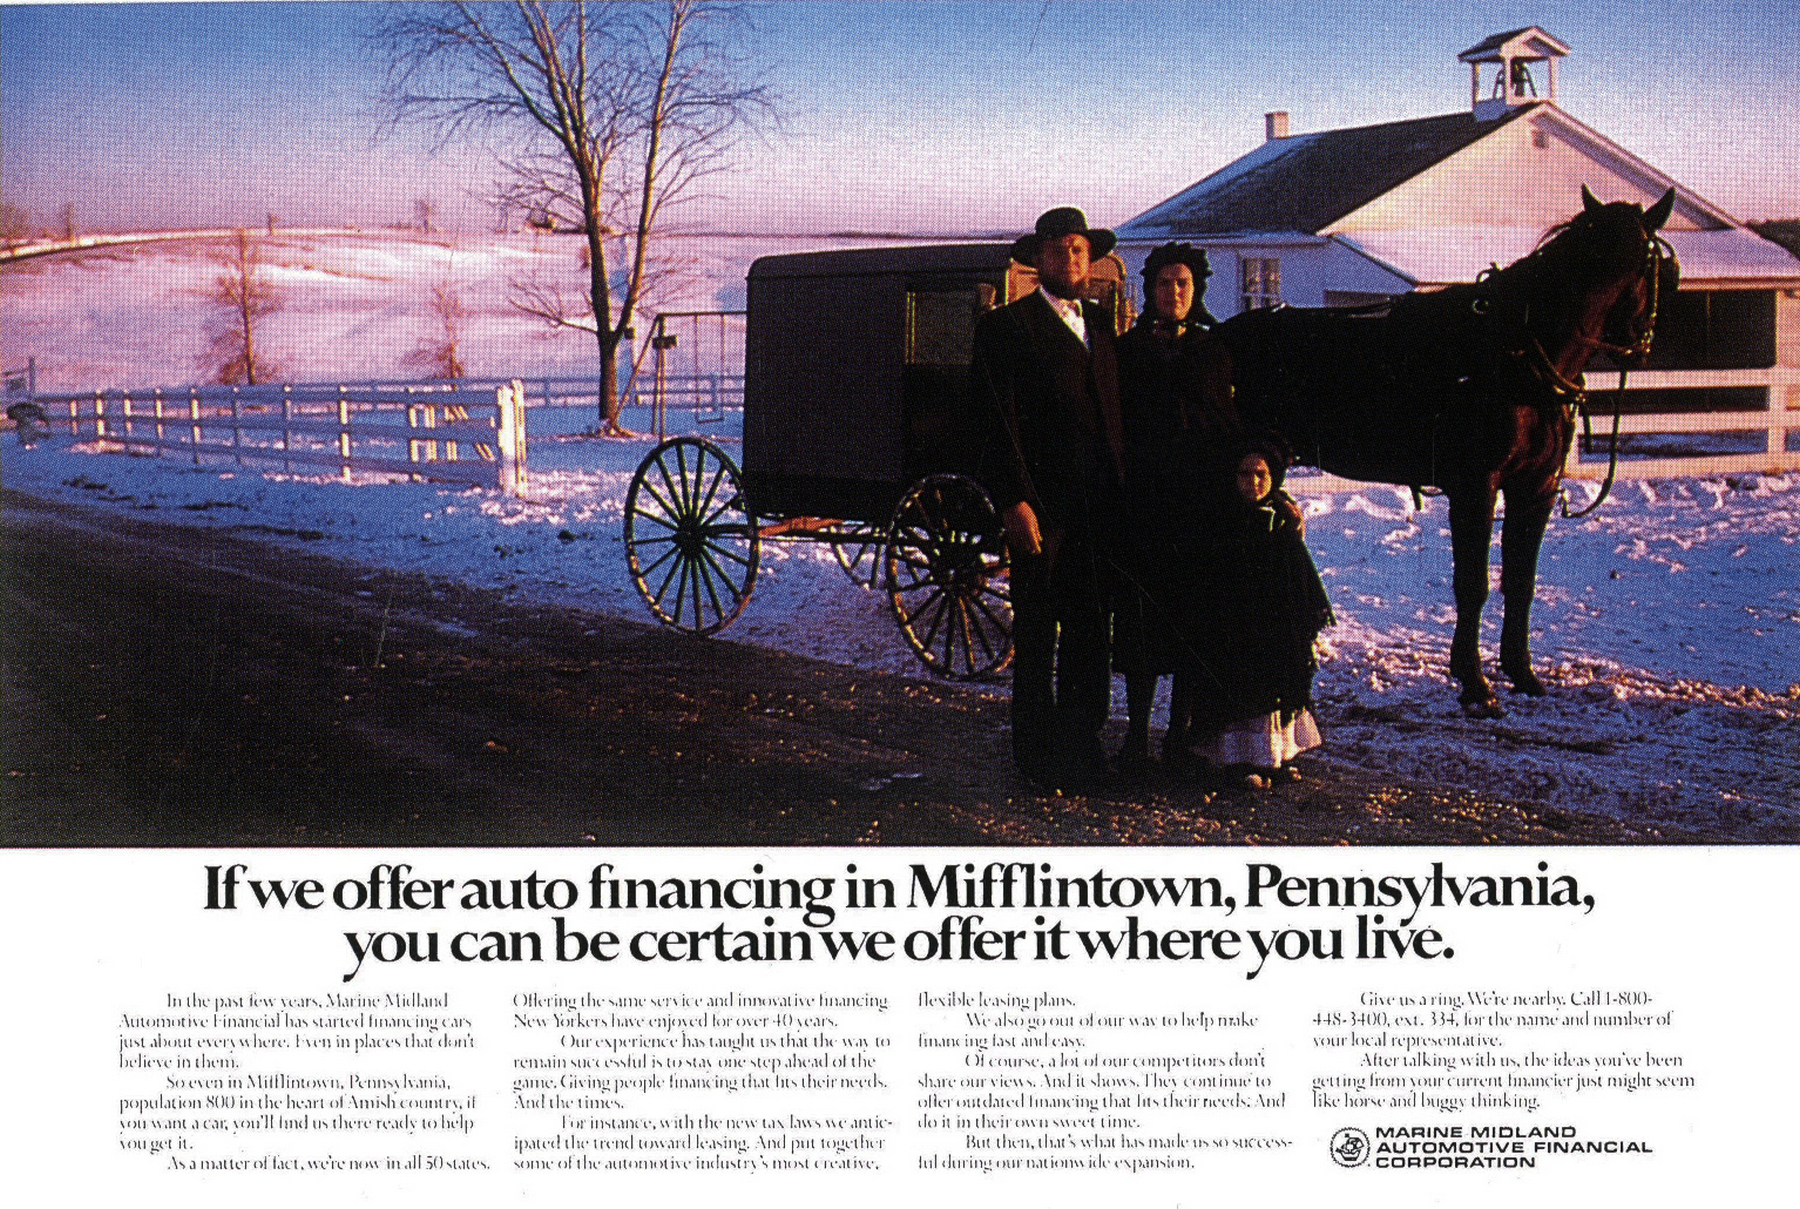 If we offer auto financing in Mifflintown, Pennsylvania,
you can be certain we offer it where you live.
In the past few years, Marine Midland
Automotive Financial has started financing cars
just about everywhere. Even in places that don't
believe in them.
So even in Mifflintown, Pennsylvania,
population 800 in the heart of Amish country, if
you want a car, you'll find us there ready to help
you get it.
As a matter of fact, we're now in all 50 states.
Offering the same service and innovative financing
New Yorkers have enjoyed for over 40 years.
Our experience has taught us that the way to
remain successful is to stay one step ahead of the
game. Giving people financing that fits their needs.
And the times.
For instance, with the new tax laws we antic-
ipated the trend toward leasing. And put together
some of the automotive industry's most creative,
flexible leasing plans.
We also go out of our way to help make
financing fast and easy.
Of course, a lot of our competitors don't
share our views. And it shows. They continue to
offer outdated financing that fits their needs: And
do it in their own sweet time.
But then, that's what has made us so success-
ful during our nationwide expansion.
Give us a ring. We're nearby. Call 1-800-
448-3400, ext. 334, for the name and number of
your local representative.
After talking with us, the ideas you've been
getting from your current financier just might seem
like horse and buggy thinking.
MARINE MIDLAND
AUTOMOTIVE FINANCIAL
CORPORATION